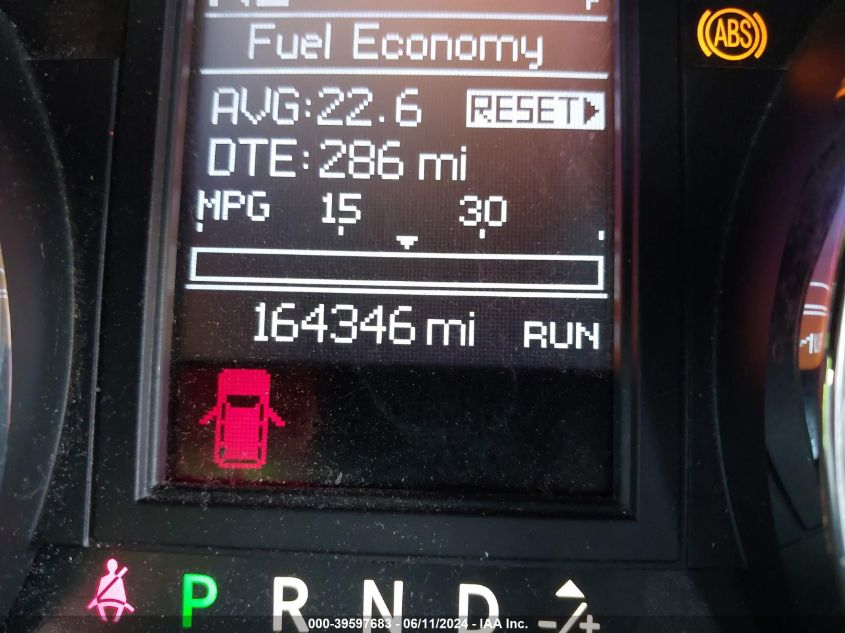 Fuel Economy
ABS
AVG:22.6 RESET
DTE:286 mi
MPG 15 30
164346 mi RUN
P R N D -/+
000-39597683 - 06/11/2024 - IAA Inc.